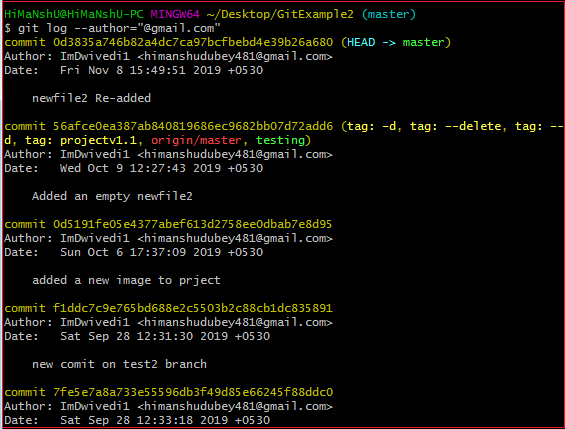 HiMaNshU@HiMaNshU-PC MINGW64 ~/Desktop/GitExample2 (master)
$ git log --author="@gmail.com"
commit 0d3835a746b82a4dc7ca97bcfbebd4e39b26a680 (HEAD -> master)
Author: ImDwivedi1 <himanshudubey481@gmail.com>
Date:   Fri Nov 8 15:49:51 2019 +0530

    newfile2 Re-added

commit 56afce0ea387ab840819686ec9682bb07d72add6 (tag: -d, tag: --delete, tag: --
d, tag: projectv1.1, origin/master, testing)
Author: ImDwivedi1 <himanshudubey481@gmail.com>
Date:   Wed Oct 9 12:27:43 2019 +0530

    Added an empty newfile2

commit 0d5191fe05e4377abef613d2758ee0dbab7e8d95
Author: ImDwivedi1 <himanshudubey481@gmail.com>
Date:   Sun Oct 6 17:37:09 2019 +0530

    added a new image to prject

commit f1ddc7c9e765bd688e2c5503b2c88cb1dc835891
Author: ImDwivedi1 <himanshudubey481@gmail.com>
Date:   Sat Sep 28 12:31:30 2019 +0530

    new comit on test2 branch

commit 7fe5e7a8a733e55596db3f49d85e66245f88ddc0
Author: ImDwivedi1 <himanshudubey481@gmail.com>
Date:   Sat Sep 28 12:33:18 2019 +0530